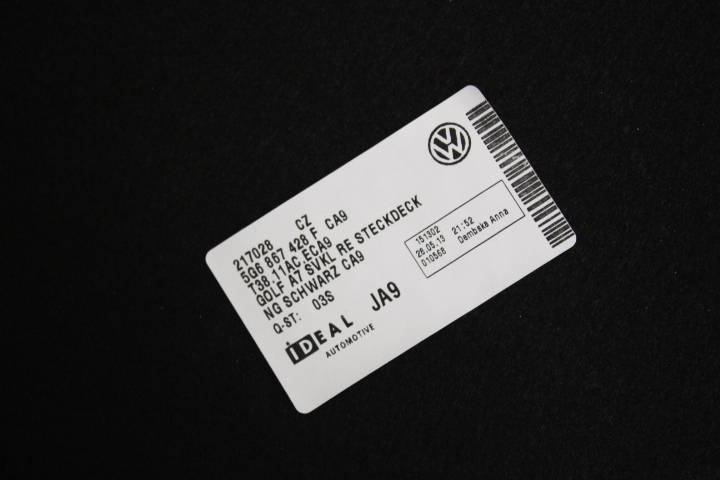 217028 CZ
5G6 867 428 F CA9
T38.11AC.ECA9
GOLF A7 SVKL RE STECKDECK
NG SCHWARZ CA9
Q-ST: 03S
151302
28.05.13 21:52
010568 Dembska Anna
IDEAL JA9
AUTOMOTIVE